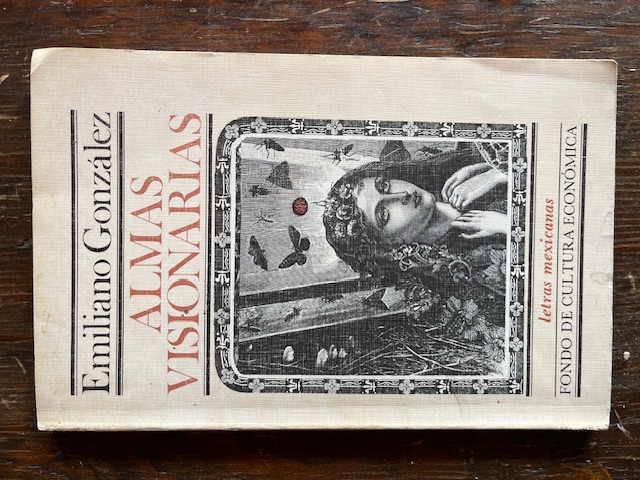 Emiliano González
ALMAS
VISIONARIAS
letras mexicanas
FONDO DE CULTURA ECONÓMICA